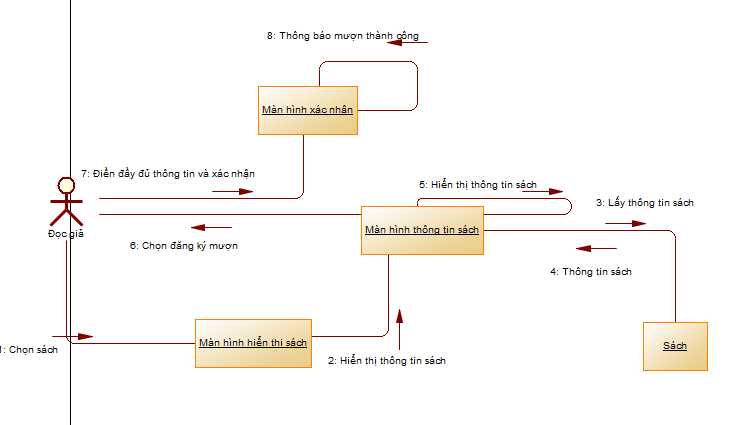 8: Thông báo mượn thành công
Màn hình xác nhận
7: Điền đầy đủ thông tin và xác nhận
5: Hiển thị thông tin sách
3: Lấy thông tin sách
Đọc giả
Màn hình thông tin sách
6: Chọn đăng ký mượn
4: Thông tin sách
Màn hình hiển thi sách
Sách
1: Chọn sách
2: Hiển thị thông tin sách